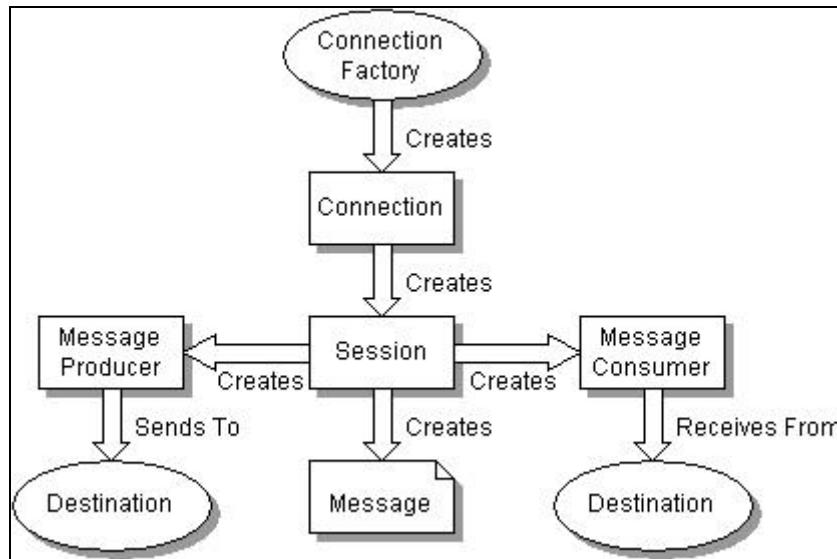 Connection
Factory
Creates
Connection
Creates
Message
Producer
Session
Message
Consumer
Creates
Creates
Sends To
Creates
Receives From
Destination
Message
Destination